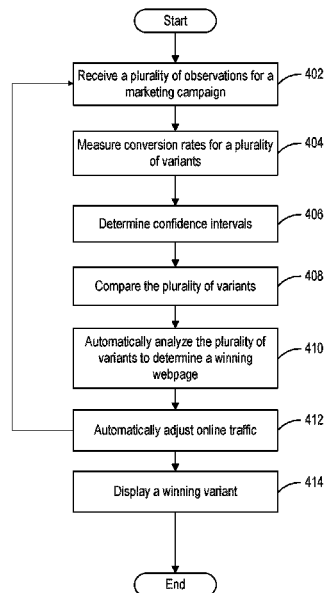 Start
Receive a plurality of observations for a
marketing campaign
402
Measure conversion rates for a plurality
of variants
404
Determine confidence intervals
406
Compare the plurality of variants
408
Automatically analyze the plurality of
variants to determine a winning
webpage
410
Automatically adjust online traffic
412
Display a winning variant
414
End